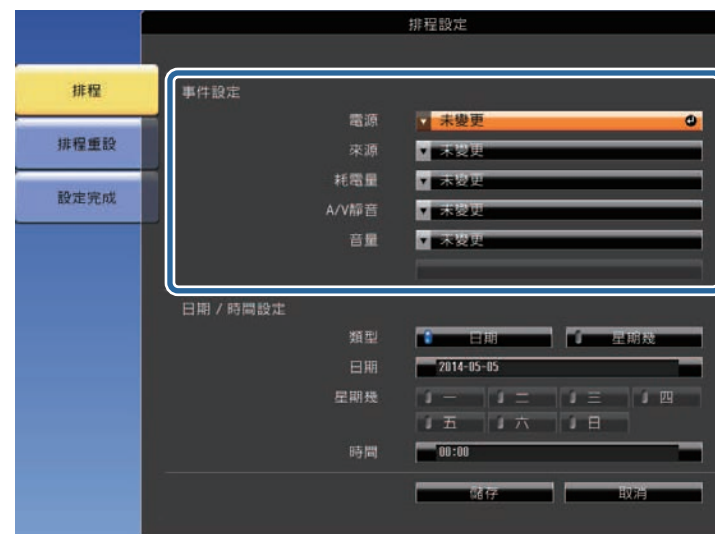 排程設定
排程
排程重設
設定完成
事件設定
電源 未變更
來源 未變更
耗電量 未變更
A/V靜音 未變更
音量 未變更
日期 / 時間設定
類型 日期 星期幾
日期 2014-05-05
星期幾 一 二 三 四
五 六 日
時間 00:00
儲存 取消